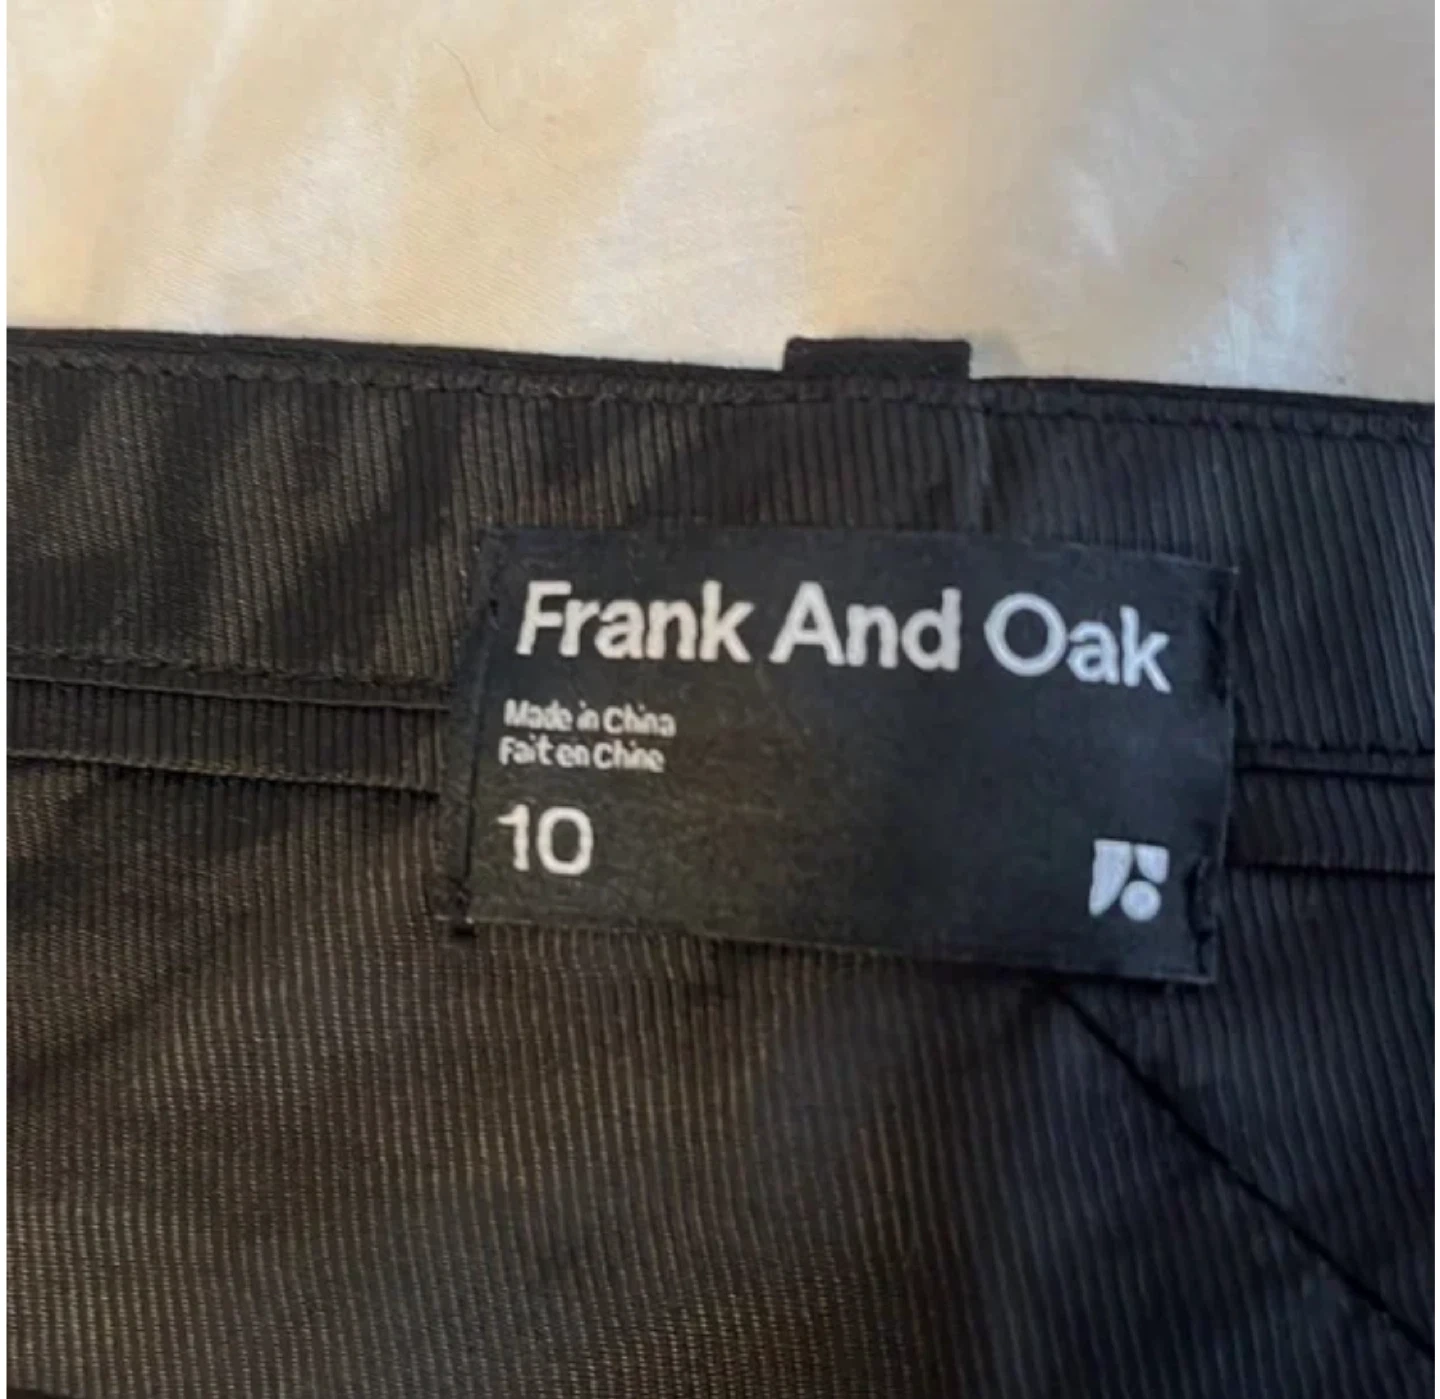 Frank And Oak
Made in China
Fait en Chine
10